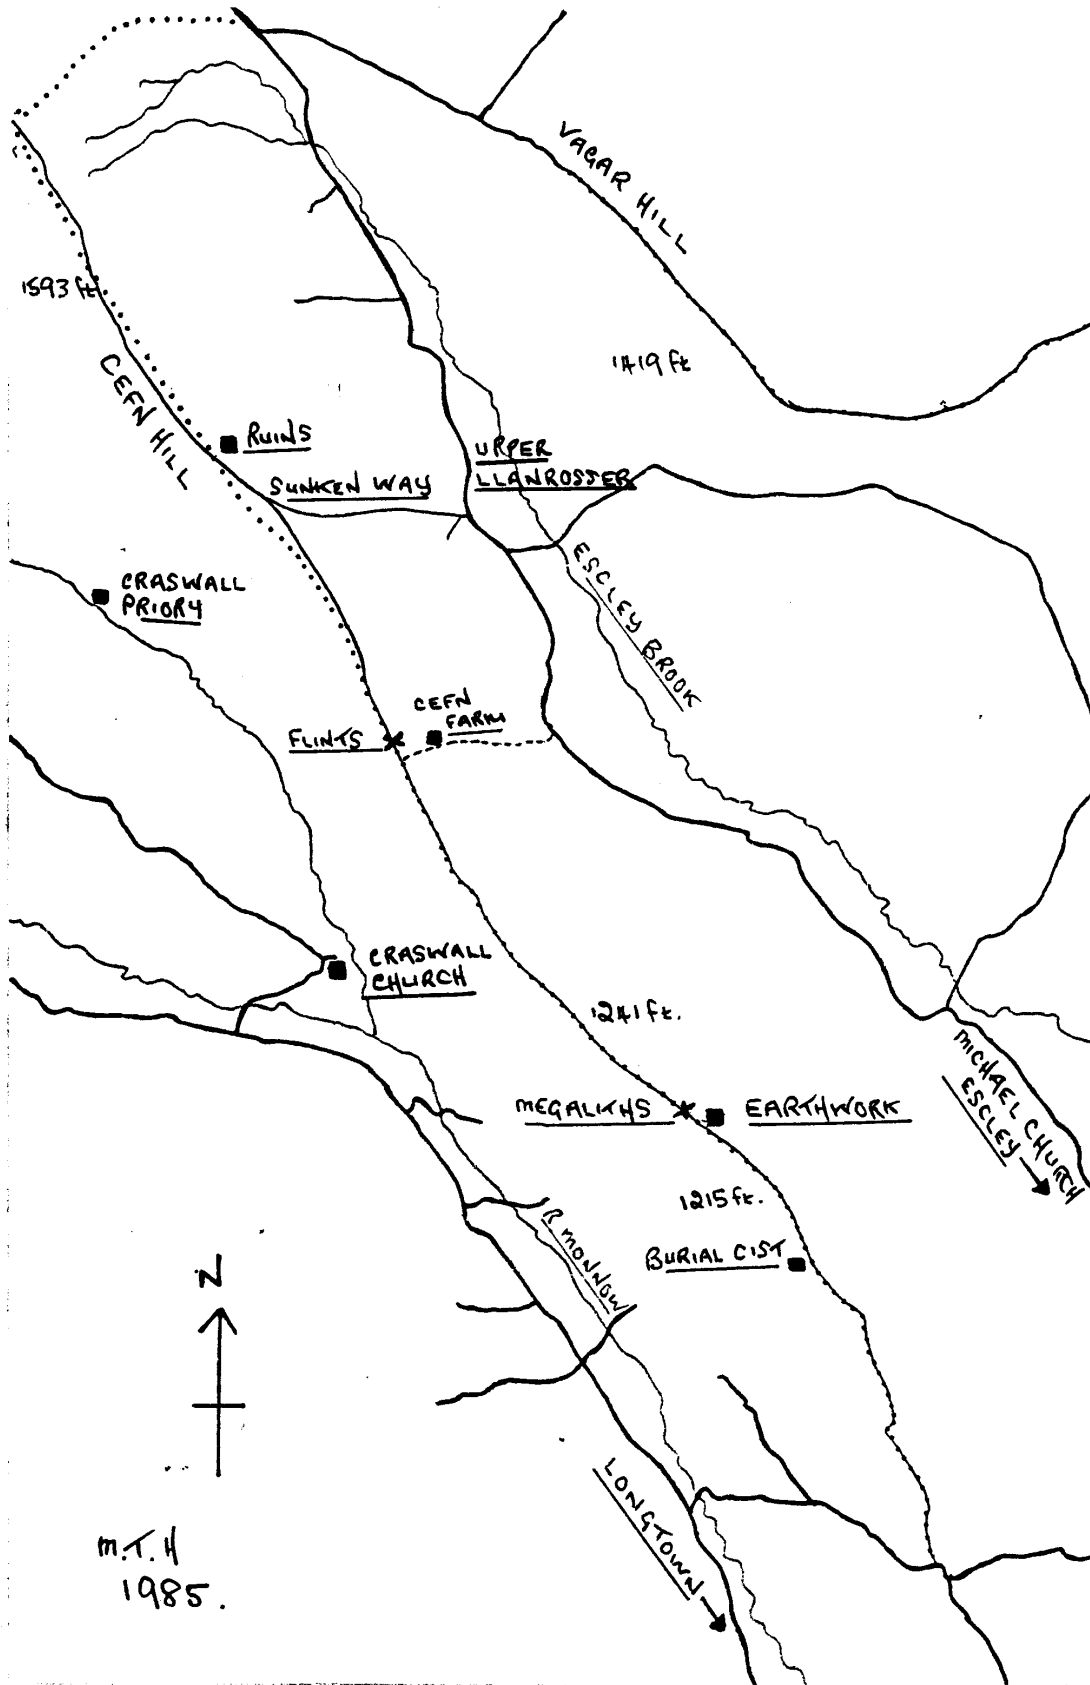 VAGAR HILL
1593 ft
1419 ft
CEFN HILL
RUINS
UPPER
LLANROSSER
SUNKEN WAY
CRASWALL
PRIORY
ESCLEY BROOK
CEFN
FARM
FLINTS
CRASWALL
CHURCH
1241 ft.
MEGALITHS
EARTHWORK
MICHAEL CHURCH
ESCLEY
1215 ft.
R MONNOW
BURIAL CIST
N
LONGTOWN
M.T.H
1985.